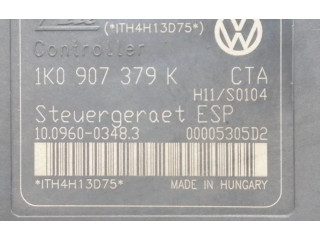 (*ITH4H13D75*)
Controller
1K0 907 379 K CTA
H11/S0104
Steuergeraet ESP
10.0960-0348.3 00005305D2
*ITH4H13D75* MADE IN HUNGARY